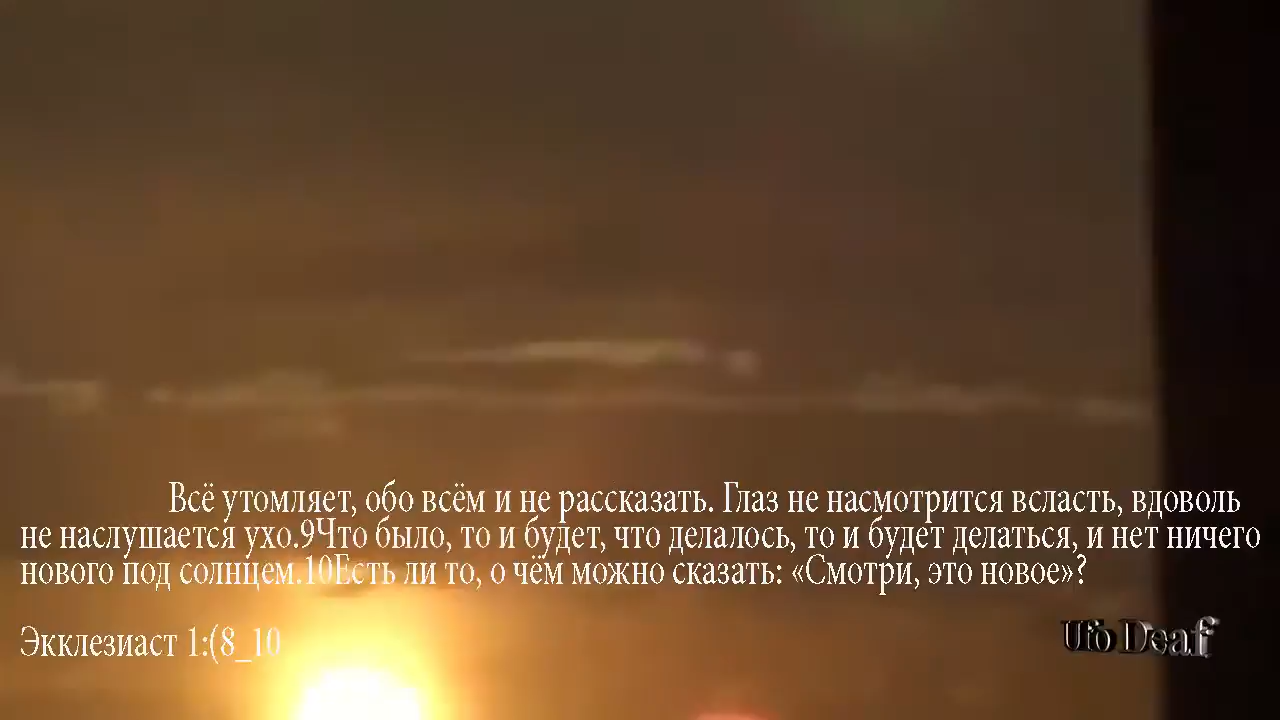 Всё утомляет, обо всём и не рассказать. Глаз не насмотрится всласть, вдоволь
не наслушается ухо.9Что было, то и будет, что делалось, то и будет делаться, и нет ничего
нового под солнцем.10Есть ли то, о чём можно сказать: «Смотри, это новое»?
Экклезиаст 1:(8_10
Ufo Deaf